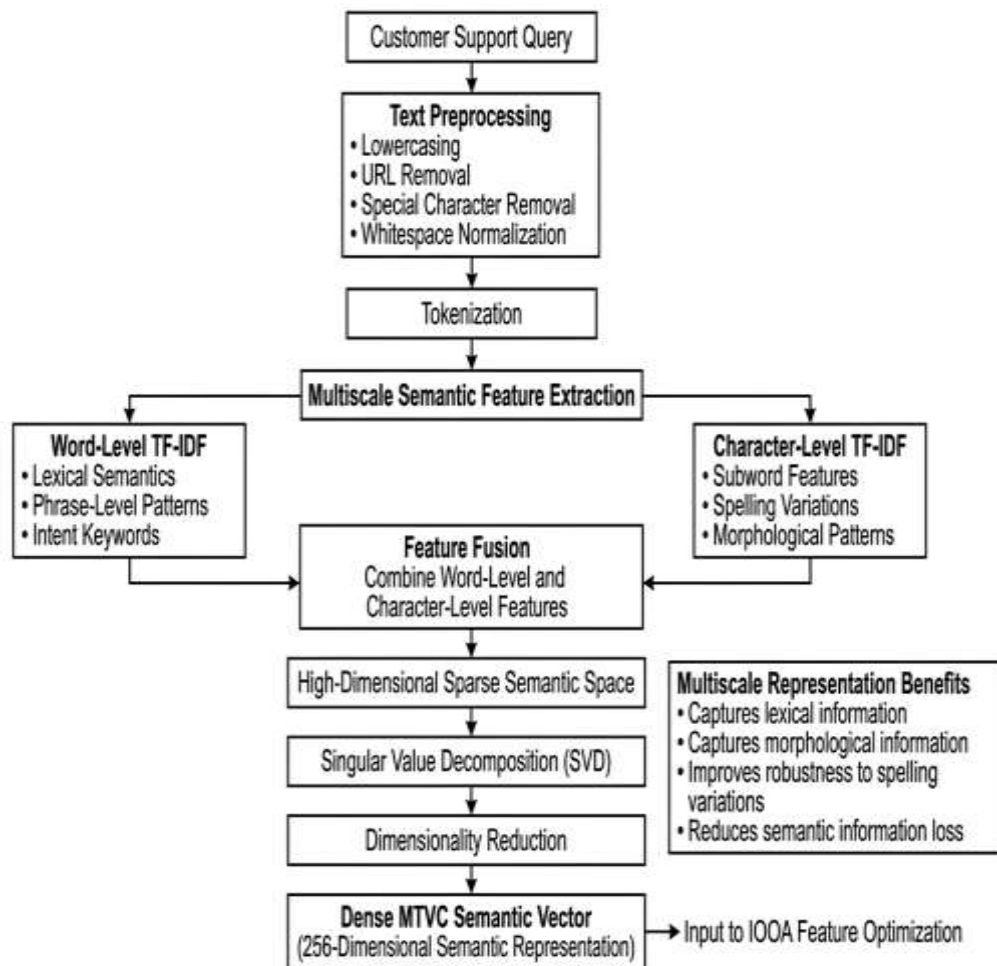 Customer Support Query
Text Preprocessing
• Lowercasing
• URL Removal
• Special Character Removal
• Whitespace Normalization
Tokenization
Multiscale Semantic Feature Extraction
Word-Level TF-IDF
• Lexical Semantics
• Phrase-Level Patterns
• Intent Keywords
Character-Level TF-IDF
• Subword Features
• Spelling Variations
• Morphological Patterns
Feature Fusion
Combine Word-Level and
Character-Level Features
High-Dimensional Sparse Semantic Space
Multiscale Representation Benefits
• Captures lexical information
• Captures morphological information
• Improves robustness to spelling
variations
• Reduces semantic information loss
Singular Value Decomposition (SVD)
Dimensionality Reduction
Dense MTVC Semantic Vector
(256-Dimensional Semantic Representation)
Input to IOOA Feature Optimization